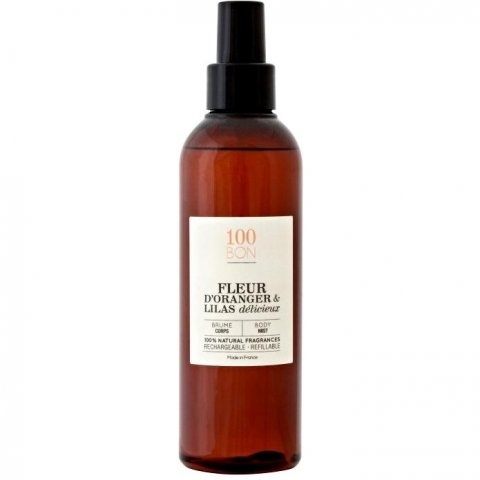 100
BON
FLEUR
D'ORANGER &
LILAS délicieux
BRUME BODY
CORPS MIST
100% NATURAL FRAGRANCES
RECHARGEABLE - REFILLABLE
Made in France